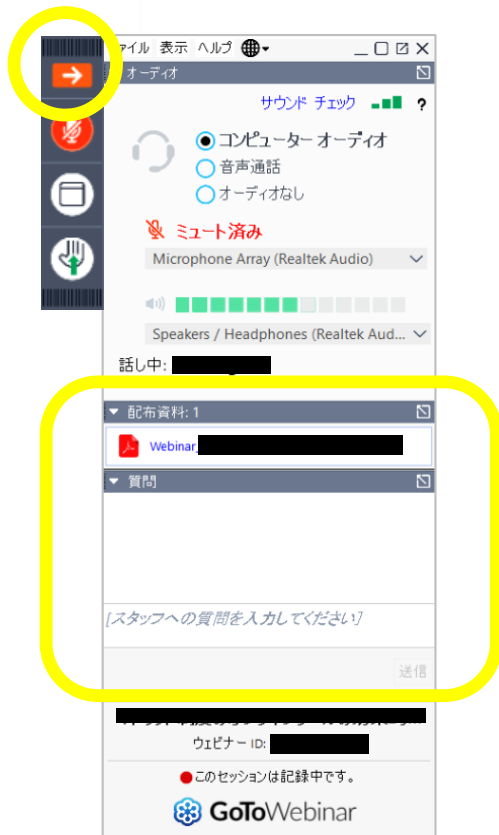 ァイル 表示 ヘルプ
オーディオ
サウンド チェック ?
コンピューター オーディオ
音声通話
オーディオなし
ミュート済み
Microphone Array (Realtek Audio)
Speakers / Headphones (Realtek Aud...
話し中:
配布資料: 1
Webinar_
質問
[スタッフへの質問を入力してください]
送信
ウェビナー ID:
このセッションは記録中です。
GoToWebinar